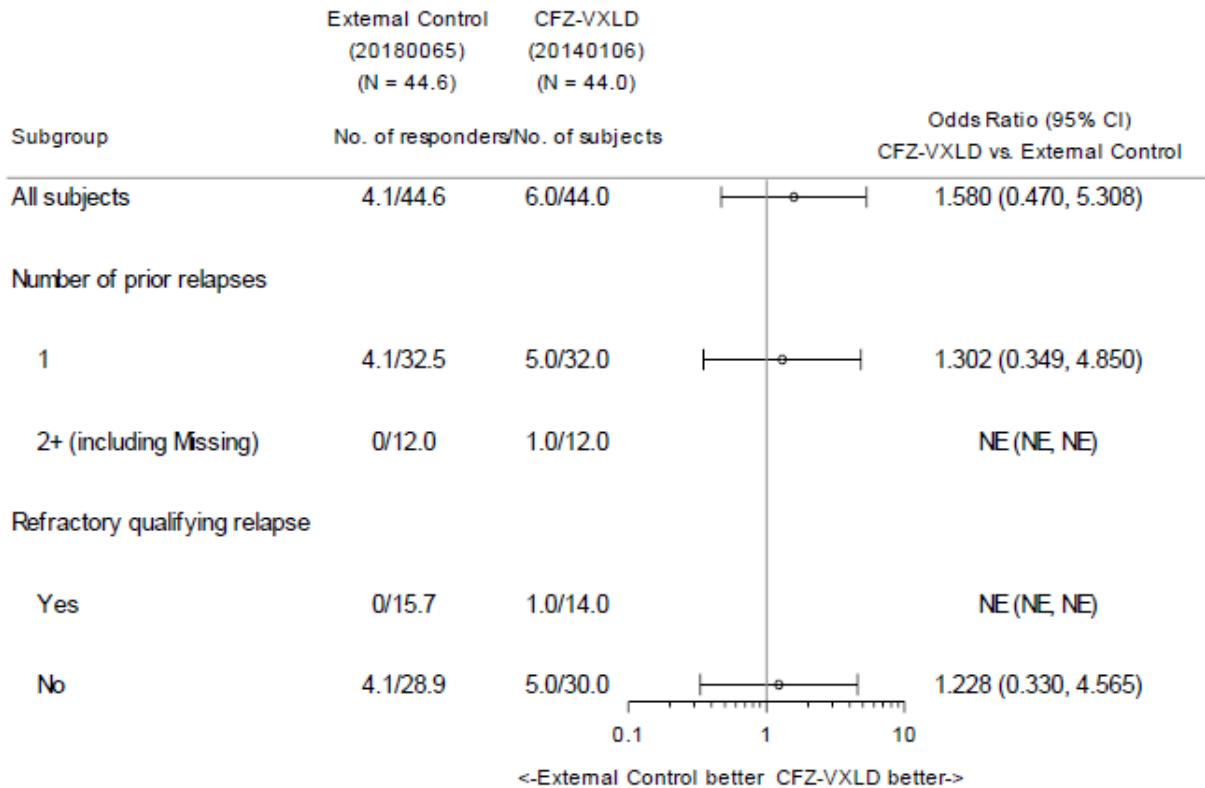 External Control CFZ-VXLD
(20180065) (20140106)
(N = 44.6) (N = 44.0)
Odds Ratio (95% CI)
Subgroup No. of responders/No. of subjects
CFZ-VXLD vs. External Control
All subjects 4.1/44.6 6.0/44.0 1.580 (0.470, 5.308)
Number of prior relapses
1 4.1/32.5 5.0/32.0 1.302 (0.349, 4.850)
2+ (including Missing) 0/12.0 1.0/12.0 NE (NE, NE)
Refractory qualifying relapse
Yes 0/15.7 1.0/14.0 NE (NE, NE)
No 4.1/28.9 5.0/30.0 1.228 (0.330, 4.565)
0.1 1 10
<-External Control better CFZ-VXLD better->